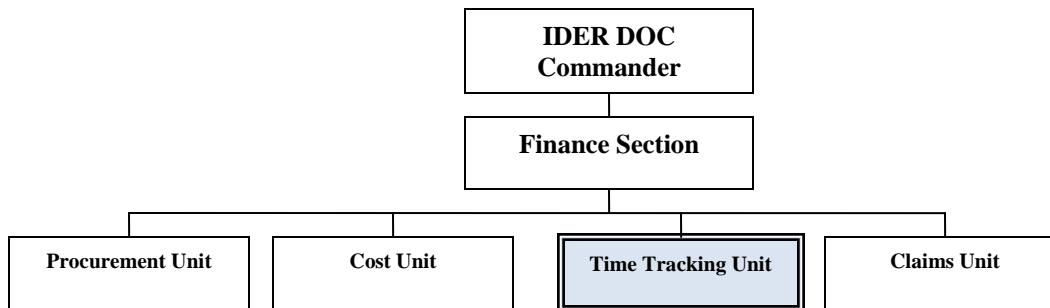 IDER DOC
Commander
Finance Section
Procurement Unit
Cost Unit
Time Tracking Unit
Claims Unit